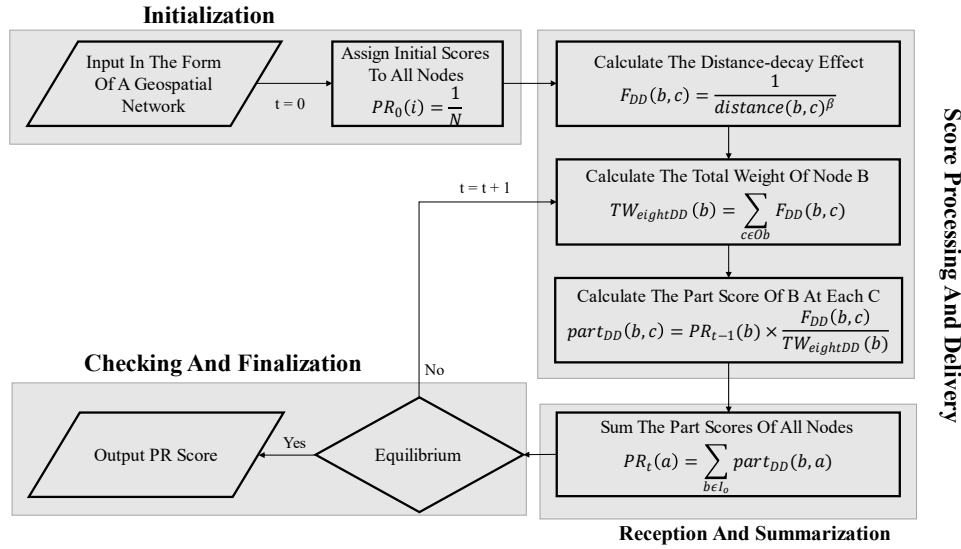 Initialization
Input In The Form
Of A Geospatial
Network
t = 0
Assign Initial Scores
To All Nodes
PR₀(i) = 1/N
Calculate The Distance-decay Effect
F_DD(b, c) = 1/distance(b, c)^β
Calculate The Total Weight Of Node B
TW_eightDD(b) = ∑_{cϵOb} F_DD(b, c)
Calculate The Part Score Of B At Each C
part_DD(b, c) = PR_{t−1}(b) × F_DD(b, c)/TW_eightDD(b)
Score Processing And Delivery
t = t + 1
Checking And Finalization
No
Output PR Score
Yes
Equilibrium
Sum The Part Scores Of All Nodes
PR_t(a) = ∑_{bϵI_o} part_DD(b, a)
Reception And Summarization